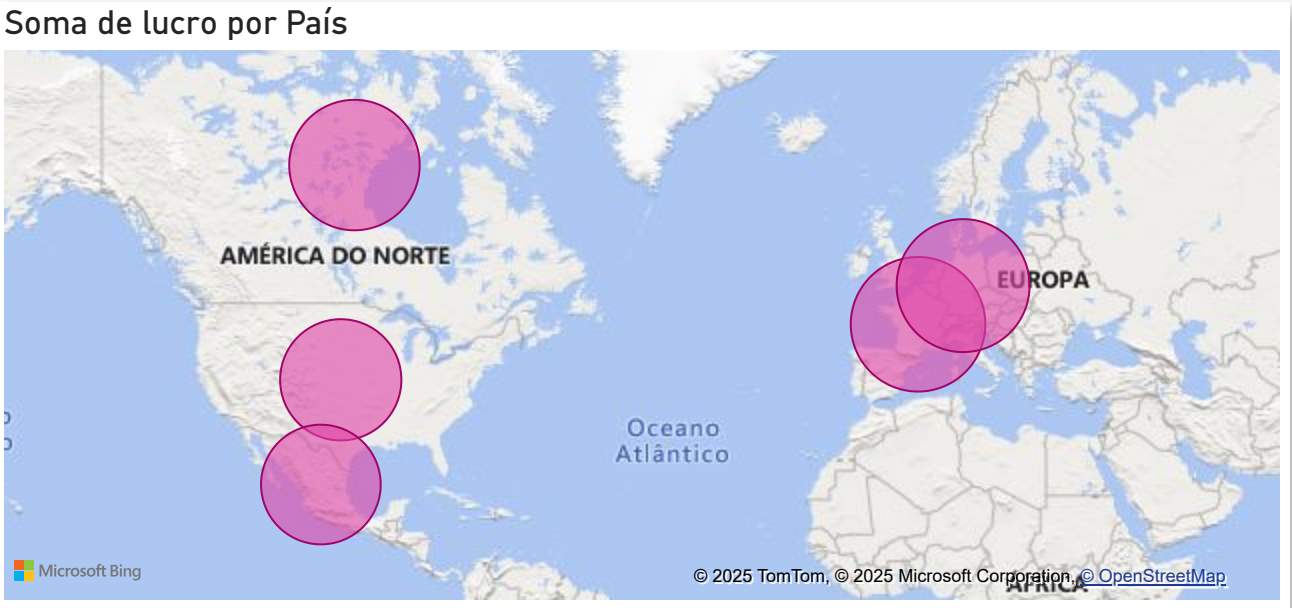 Soma de lucro por País
AMÉRICA DO NORTE
EUROPA
Oceano
Atlântico
Microsoft Bing
© 2025 TomTom, © 2025 Microsoft Corporation, © OpenStreetMap
ÁFRICA